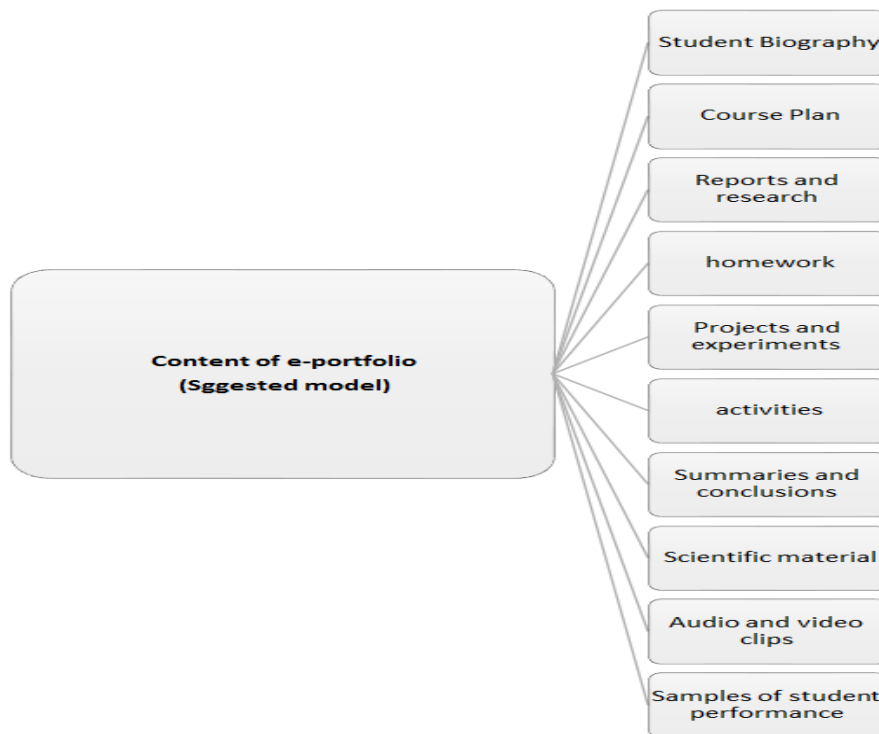 Student Biography
Course Plan
Reports and
research
homework
Projects and
experiments
Content of e-portfolio
(Sggested model)
activities
Summaries and
conclusions
Scientific material
Audio and video
clips
Samples of student
performance